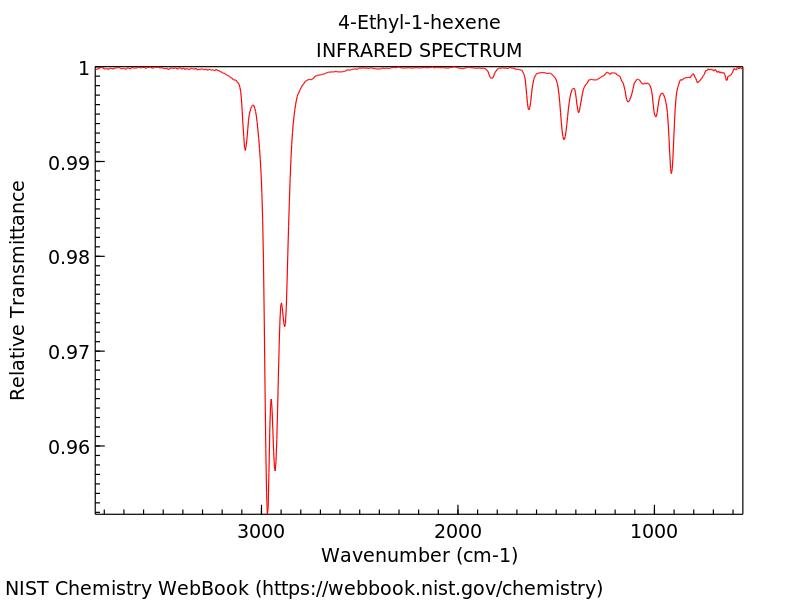 4-Ethyl-1-hexene
INFRARED SPECTRUM
1
0.99
0.98
0.97
0.96
Relative Transmittance
3000 2000 1000
Wavenumber (cm-1)
NIST Chemistry WebBook (https://webbook.nist.gov/chemistry)